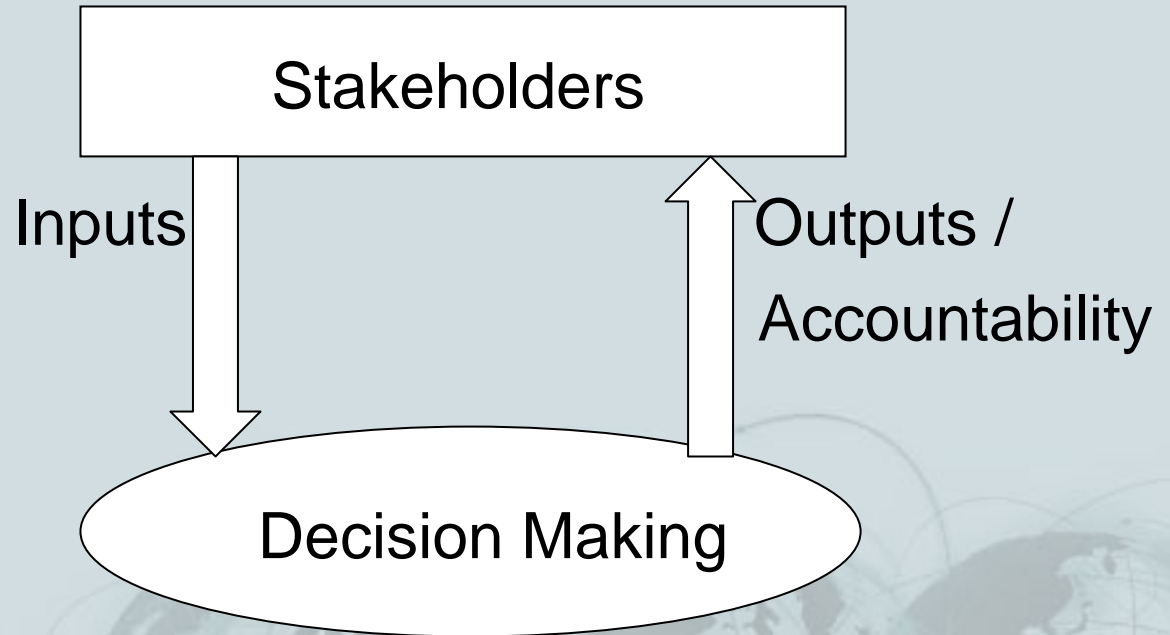 Stakeholders
Inputs
Outputs /
Accountability
Decision Making